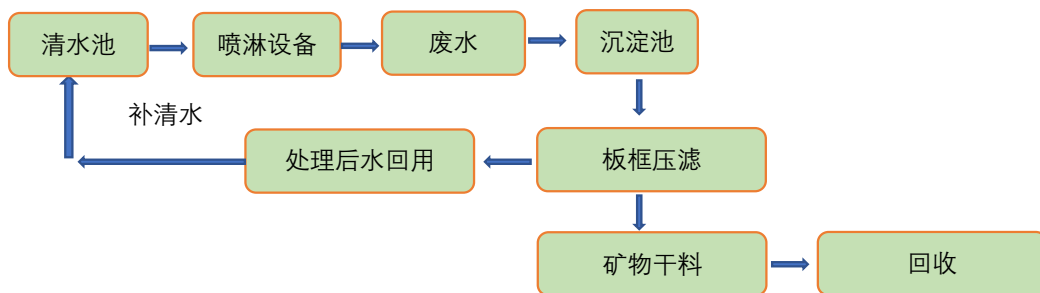 清水池
喷淋设备
废水
沉淀池
补清水
处理后水回用
板框压滤
矿物干料
回收